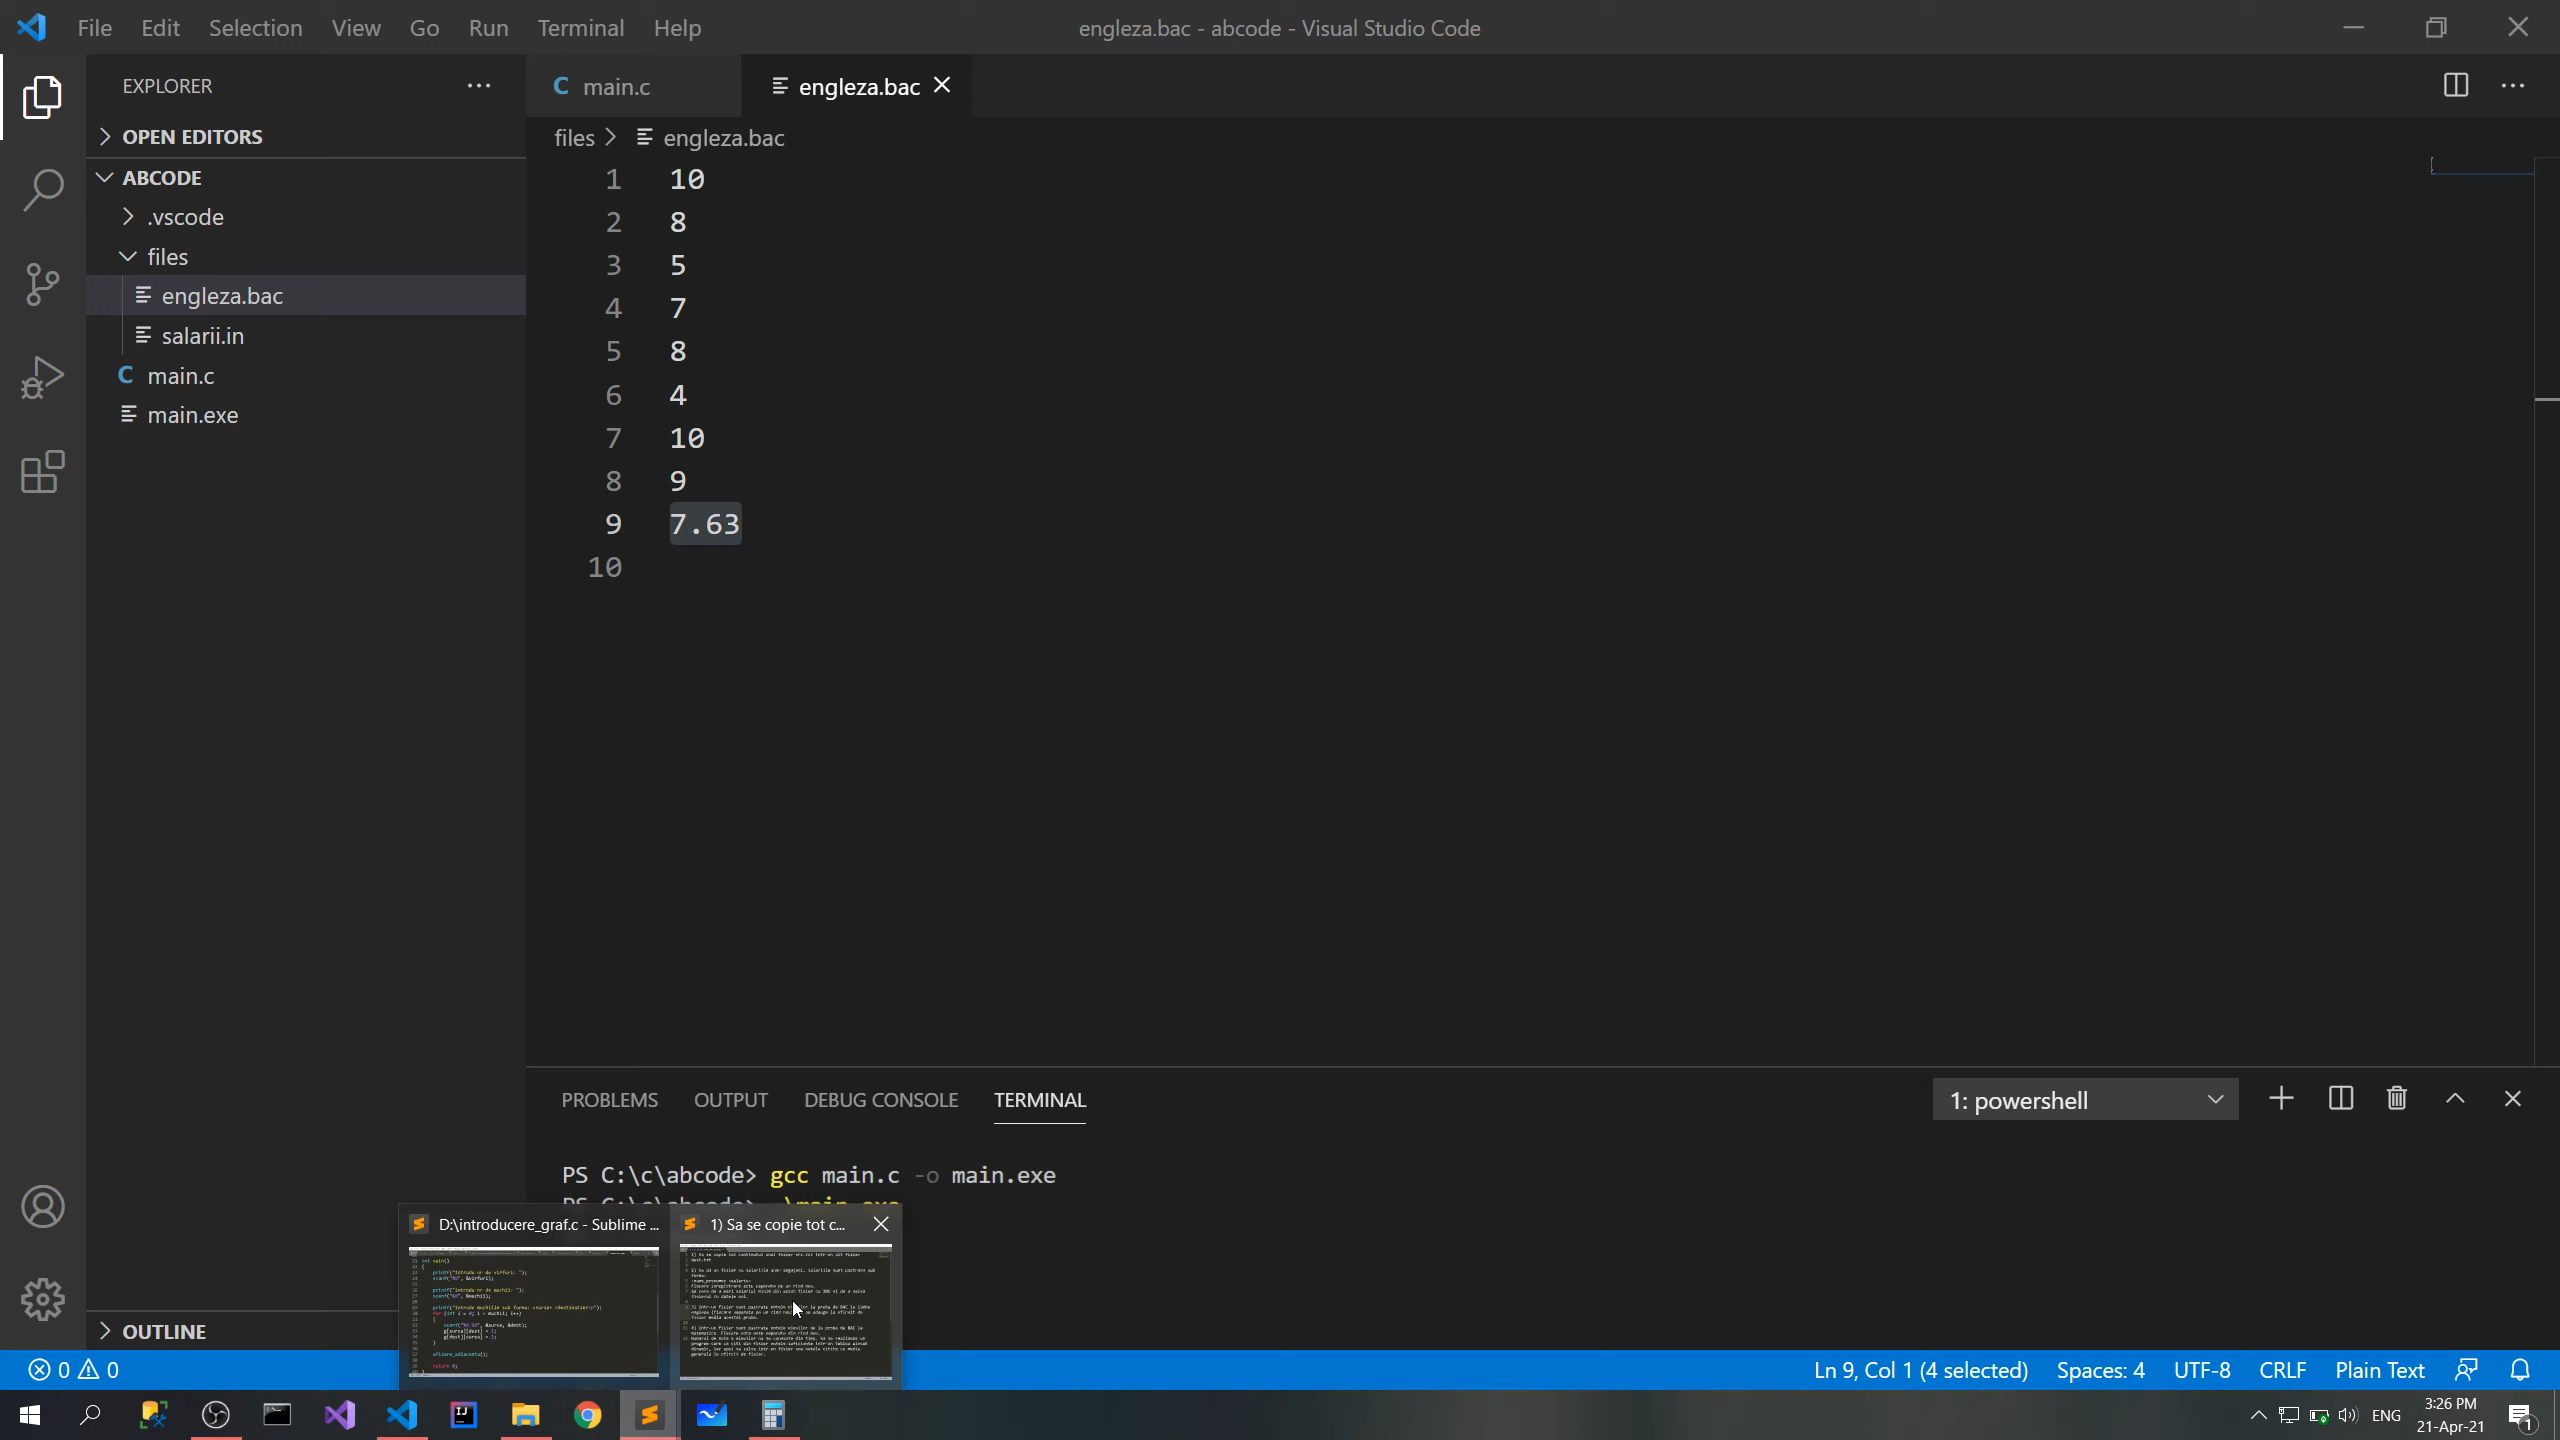 File Edit Selection View Go Run Terminal Help
engleza.bac - abcode - Visual Studio Code
EXPLORER
OPEN EDITORS
ABCODE
.vscode
files
engleza.bac
salarii.in
C main.c
main.exe
OUTLINE
C main.c
engleza.bac
files > engleza.bac
1 10
2 8
3 5
4 7
5 8
6 4
7 10
8 9
9 7.63
10
PROBLEMS OUTPUT DEBUG CONSOLE TERMINAL
1: powershell
PS C:\c\abcode> gcc main.c -o main.exe
PS C:\c\abcode> .\main.exe
D:\introducere_graf.c - Sublime ...
1) Sa se copie tot c...
0 0
Ln 9, Col 1 (4 selected) Spaces: 4 UTF-8 CRLF Plain Text
ENG
3:26 PM
21-Apr-21
1